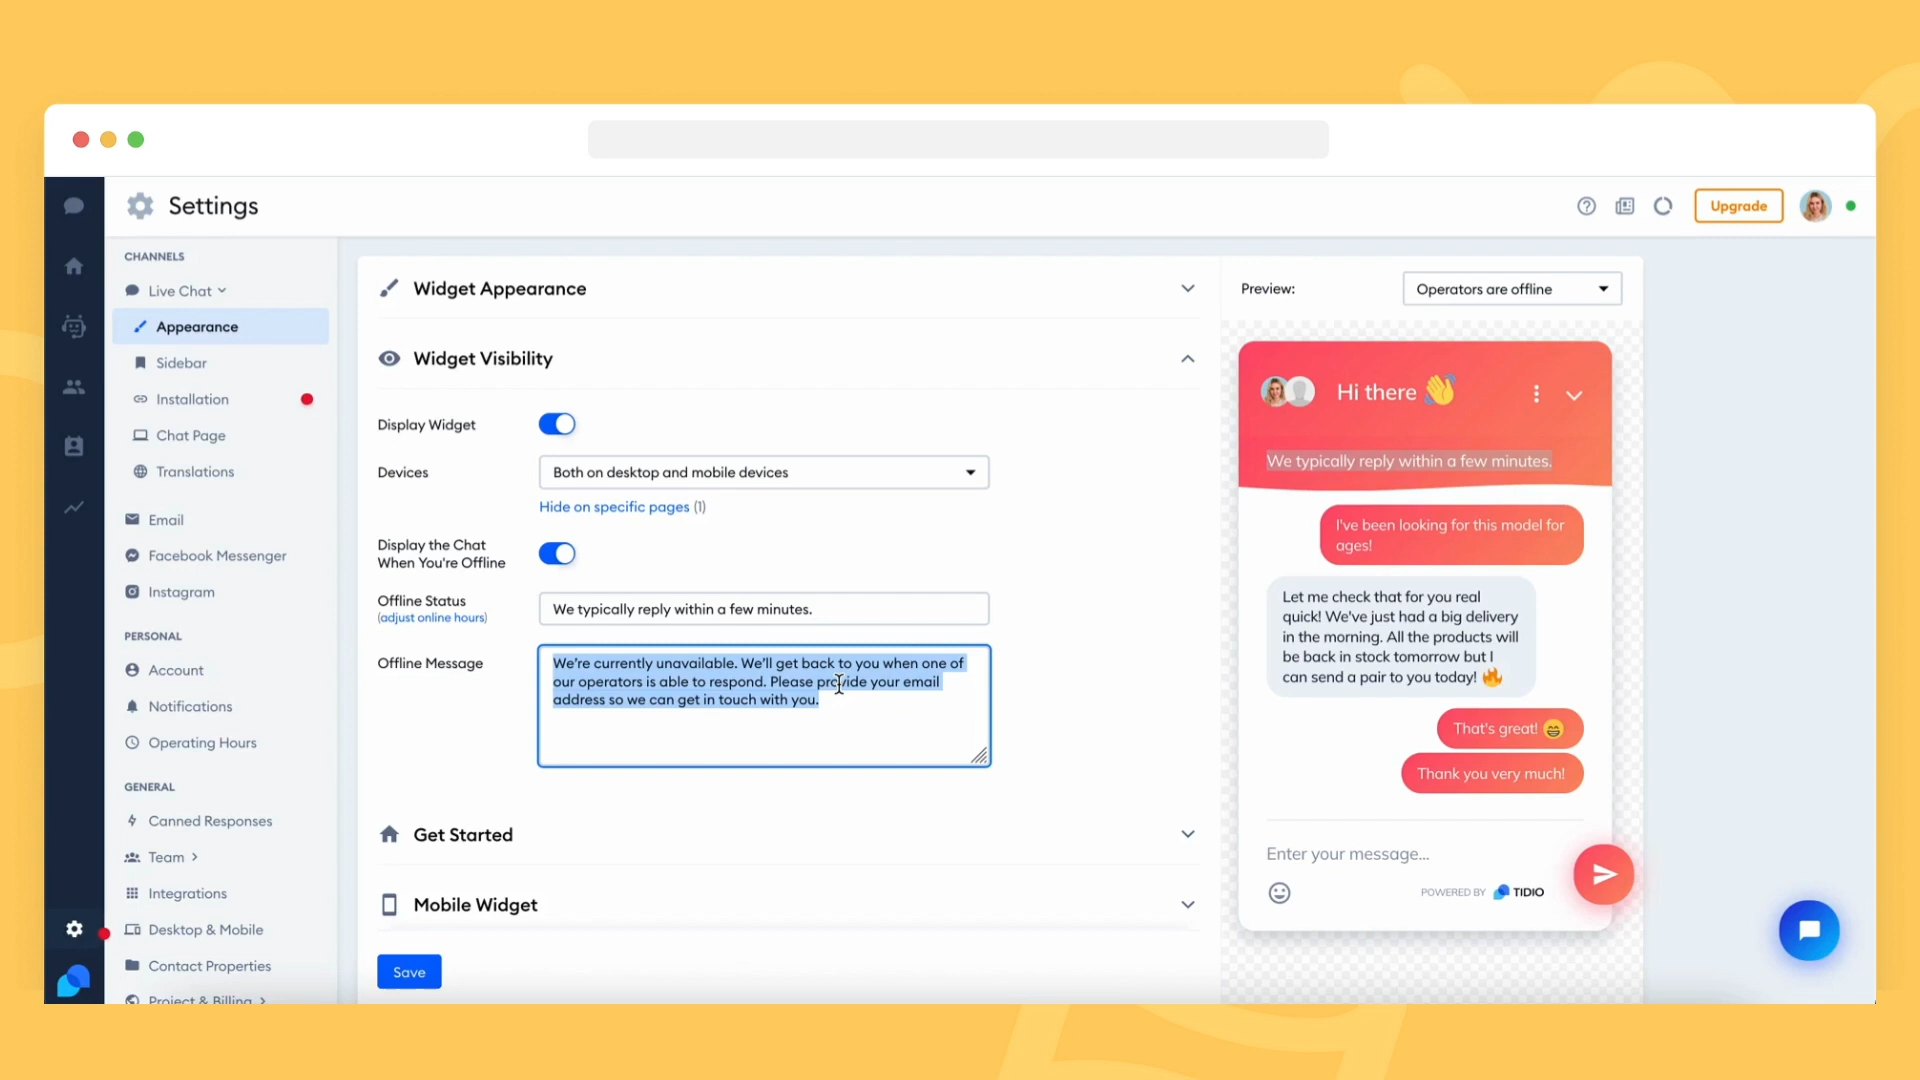 Settings
Upgrade
CHANNELS
Live Chat
Appearance
Sidebar
Installation
Chat Page
Translations
Email
Facebook Messenger
Instagram
PERSONAL
Account
Notifications
Operating Hours
GENERAL
Canned Responses
Team
Integrations
Desktop & Mobile
Contact Properties
Project & Billing
Widget Appearance
Widget Visibility
Display Widget
Devices
Both on desktop and mobile devices
Hide on specific pages (1)
Display the Chat
When You're Offline
Offline Status
(adjust online hours)
We typically reply within a few minutes.
Offline Message
We're currently unavailable. We'll get back to you when one of
our operators is able to respond. Please provide your email
address so we can get in touch with you.
Get Started
Mobile Widget
Save
Preview:
Operators are offline
Hi there
We typically reply within a few minutes.
I've been looking for this model for
ages!
Let me check that for you real
quick! We've just had a big delivery
in the morning. All the products will
be back in stock tomorrow but I
can send a pair to you today!
That's great!
Thank you very much!
Enter your message...
POWERED BY TIDIO